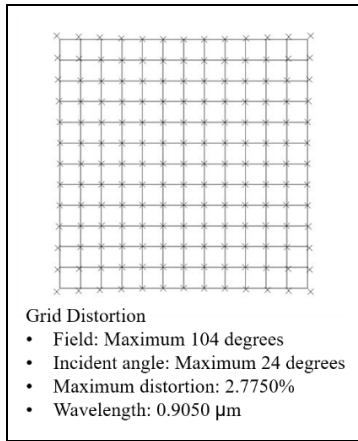 Grid Distortion
• Field: Maximum 104 degrees
• Incident angle: Maximum 24 degrees
• Maximum distortion: 2.7750%
• Wavelength: 0.9050 μm